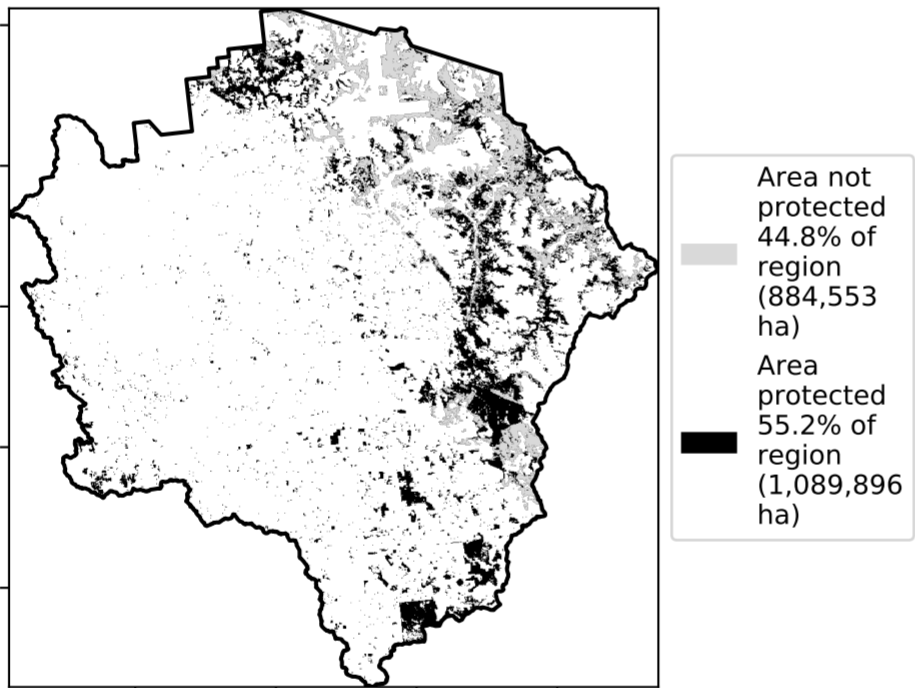 Area not
protected
44.8% of
region
(884,553
ha)
Area
protected
55.2% of
region
(1,089,896
ha)